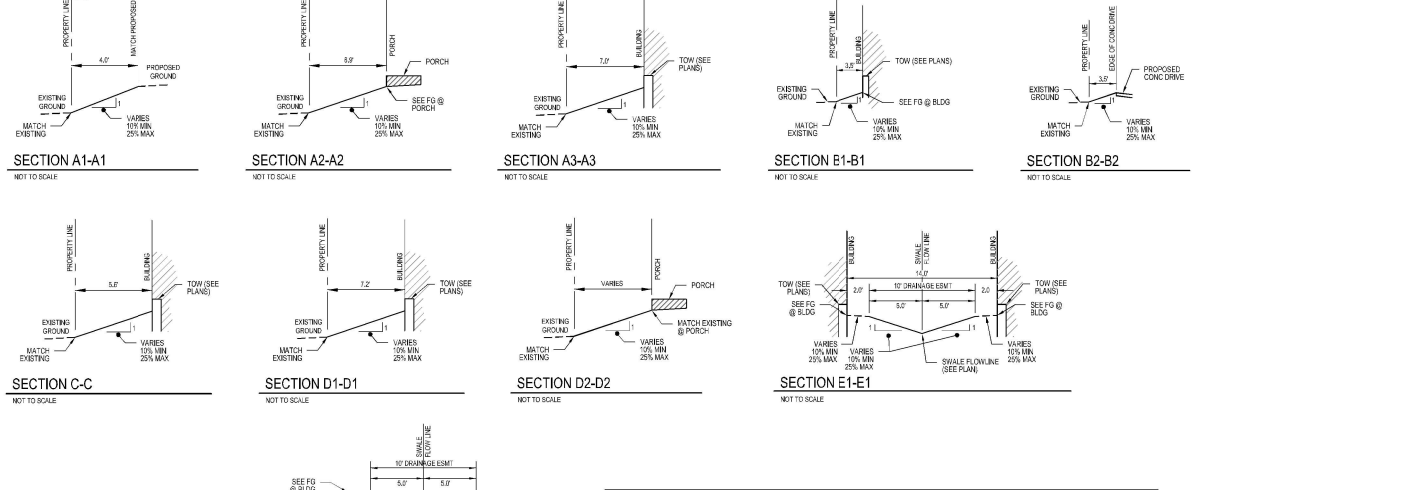 PROPERTY LINE
MATCH PROPOSED
4.0'
PROPOSED
GROUND
EXISTING
GROUND
1
MATCH
EXISTING
VARIES
10% MIN
25% MAX
SECTION A1-A1
NOT TO SCALE
PROPERTY LINE
PORCH
6.9'
PORCH
EXISTING
GROUND
1
SEE FG @
PORCH
MATCH
EXISTING
VARIES
10% MIN
25% MAX
SECTION A2-A2
NOT TO SCALE
PROPERTY LINE
BUILDING
7.0'
TOW (SEE
PLANS)
EXISTING
GROUND
1
MATCH
EXISTING
VARIES
10% MIN
25% MAX
SECTION A3-A3
NOT TO SCALE
PROPERTY LINE
BUILDING
3.5'
TOW (SEE PLANS)
EXISTING
GROUND
1
SEE FG @ BLDG
MATCH
EXISTING
VARIES
10% MIN
25% MAX
SECTION B1-B1
NOT TO SCALE
PROPERTY LINE
EDGE OF CONC DRIVE
3.5'
PROPOSED
CONC DRIVE
EXISTING
GROUND
1
MATCH
EXISTING
VARIES
10% MIN
25% MAX
SECTION B2-B2
NOT TO SCALE
PROPERTY LINE
BUILDING
TOW (SEE
PLANS)
EXISTING
GROUND
1
MATCH
EXISTING
VARIES
10% MIN
25% MAX
SECTION C-C
NOT TO SCALE
PROPERTY LINE
BUILDING
7.2'
TOW (SEE
PLANS)
EXISTING
GROUND
1
MATCH
EXISTING
VARIES
10% MIN
25% MAX
SECTION D1-D1
NOT TO SCALE
PROPERTY LINE
PORCH
VARIES
PORCH
EXISTING
GROUND
1
MATCH EXISTING
@ PORCH
MATCH
EXISTING
VARIES
10% MIN
25% MAX
SECTION D2-D2
NOT TO SCALE
BUILDING
SWALE
FLOW LINE
BUILDING
14.0'
TOW (SEE
PLANS)
2.0'
10' DRAINAGE ESMT
2.0
TOW (SEE
PLANS)
SEE FG
@ BLDG
5.0'
5.0'
SEE FG @
BLDG
1
1
VARIES
10% MIN
25% MAX
VARIES
10% MIN
25% MAX
SWALE FLOWLINE
(SEE PLAN)
VARIES
10% MIN
25% MAX
SECTION E1-E1
NOT TO SCALE
SWALE
FLOW LINE
10' DRAINAGE ESMT
5.0'
5.0'
SEE FG
@ BLDG